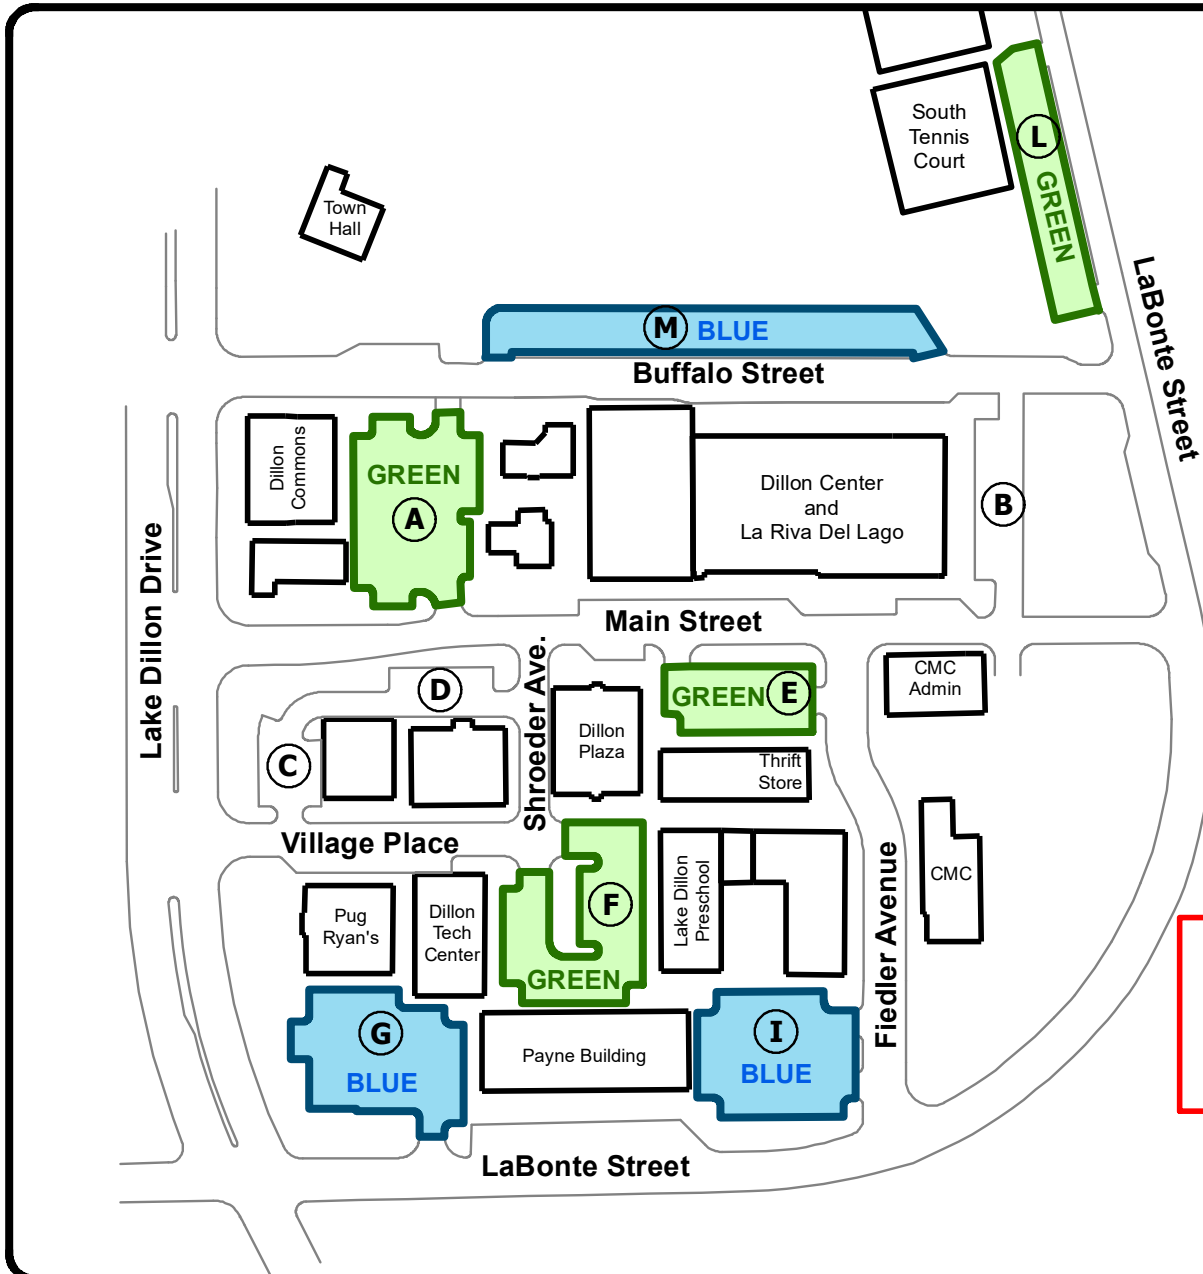 South
Tennis
Court
L
GREEN
Town
Hall
LaBonte Street
M BLUE
Buffalo Street
Dillon
Commons
GREEN
A
Dillon Center
and
La Riva Del Lago
B
Lake Dillon Drive
Main Street
Shroeder Ave.
D
GREEN E
CMC
Admin
C
Dillon
Plaza
Thrift
Store
Village Place
Fiedler Avenue
Pug
Ryan's
Dillon
Tech
Center
F
GREEN
Lake Dillon
Preschool
CMC
G
BLUE
Payne Building
I
BLUE
LaBonte Street